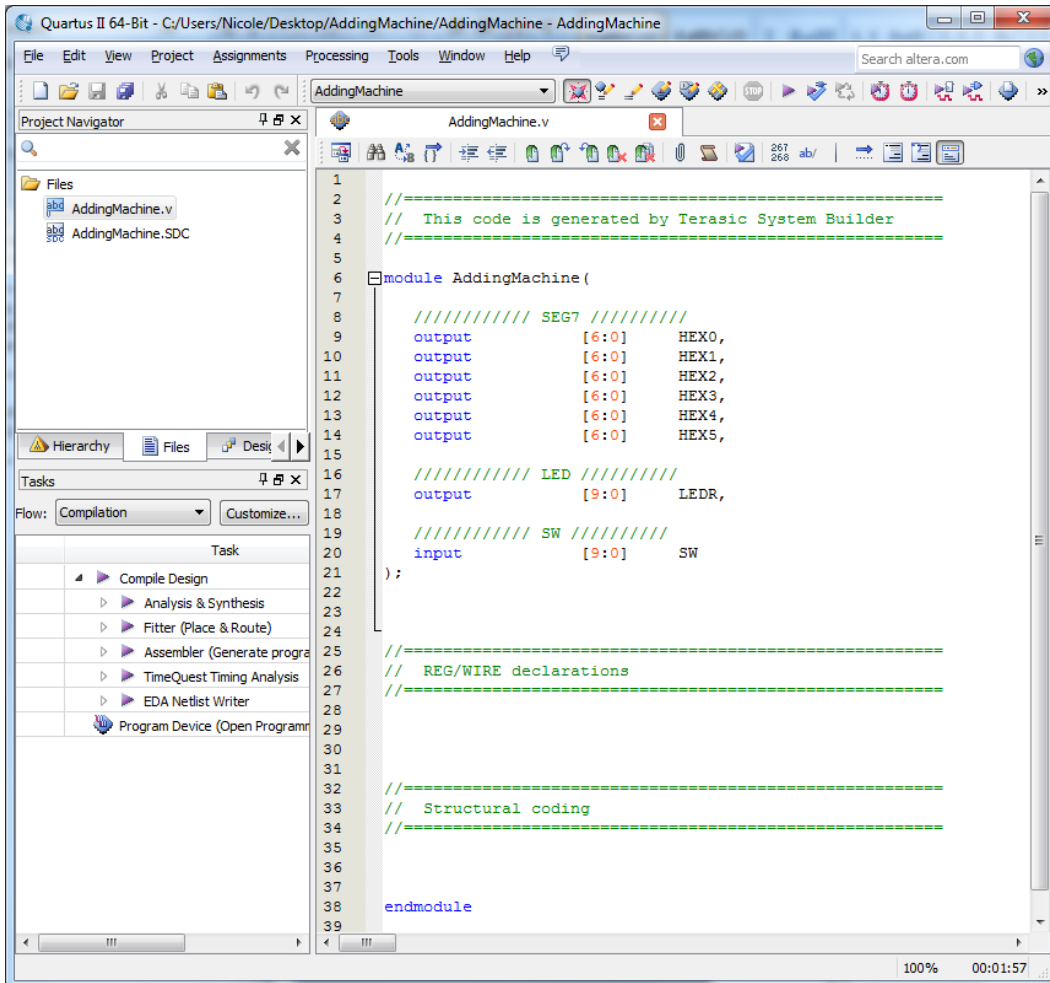 Quartus II 64-Bit - C:/Users/Nicole/Desktop/AddingMachine/AddingMachine - AddingMachine
File Edit View Project Assignments Processing Tools Window Help
Search altera.com
AddingMachine
Project Navigator
Files
AddingMachine.v
AddingMachine.SDC
Hierarchy Files
Tasks
Flow: Compilation Customize...
Task
Compile Design
Analysis & Synthesis
Fitter (Place & Route)
Assembler (Generate progra
TimeQuest Timing Analysis
EDA Netlist Writer
Program Device (Open Programm
AddingMachine.v
267
268 ab/
1
2 //=======================================================
3 //  This code is generated by Terasic System Builder
4 //=======================================================
5
6 module AddingMachine(
7
8 //////////// SEG7 //////////
9 output [6:0] HEX0,
10 output [6:0] HEX1,
11 output [6:0] HEX2,
12 output [6:0] HEX3,
13 output [6:0] HEX4,
14 output [6:0] HEX5,
15
16 //////////// LED //////////
17 output [9:0] LEDR,
18
19 //////////// SW //////////
20 input [9:0] SW
21 );
22
23
24
25 //=======================================================
26 //  REG/WIRE declarations
27 //=======================================================
28
29
30
31
32 //=======================================================
33 //  Structural coding
34 //=======================================================
35
36
37
38 endmodule
39
100% 00:01:57